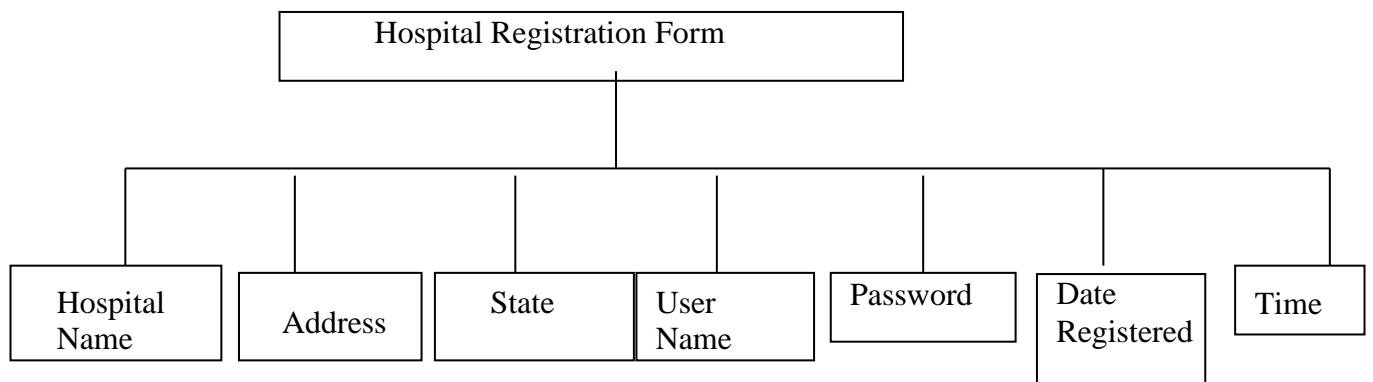 Hospital Registration Form
Hospital
Name
Address
State
User
Name
Password
Date
Registered
Time